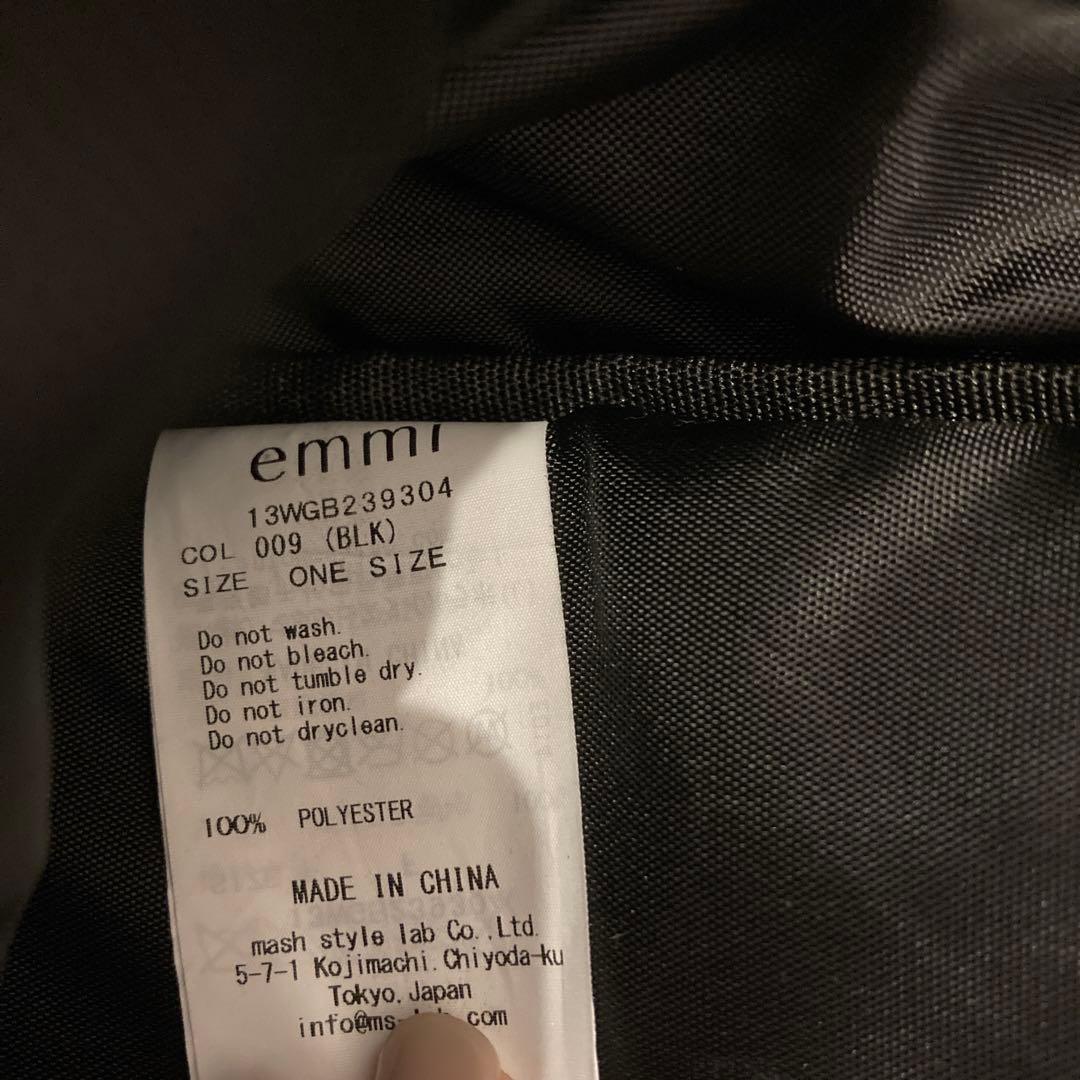 emmi
13WGB239304
COL 009 (BLK)
SIZE ONE SIZE
Do not wash.
Do not bleach.
Do not tumble dry.
Do not iron.
Do not dryclean.
100% POLYESTER
MADE IN CHINA
mash style lab Co.,Ltd.
5-7-1 Kojimachi.Chiyoda-ku
Tokyo.Japan